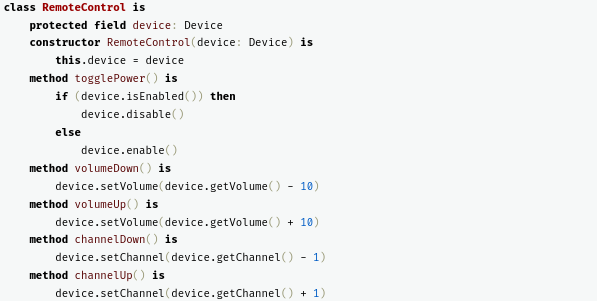 class RemoteControl is
    protected field device: Device
    constructor RemoteControl(device: Device) is
        this.device = device
    method togglePower() is
        if (device.isEnabled()) then
            device.disable()
        else
            device.enable()
    method volumeDown() is
        device.setVolume(device.getVolume() - 10)
    method volumeUp() is
        device.setVolume(device.getVolume() + 10)
    method channelDown() is
        device.setChannel(device.getChannel() - 1)
    method channelUp() is
        device.setChannel(device.getChannel() + 1)